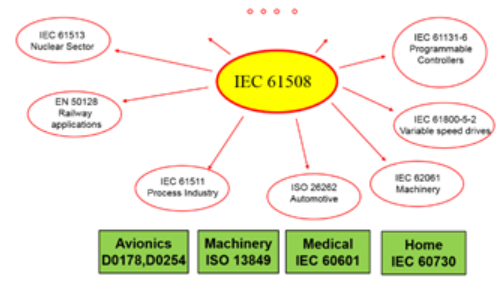 IEC 61513
Nuclear Sector
IEC 61131-6
Programmable
Controllers
IEC 61508
EN 50128
Railway
applications
IEC 61800-5-2
Variable speed drives
IEC 61511
Process Industry
ISO 26262
Automotive
IEC 62061
Machinery
Avionics
D0178,D0254
Machinery
ISO 13849
Medical
IEC 60601
Home
IEC 60730